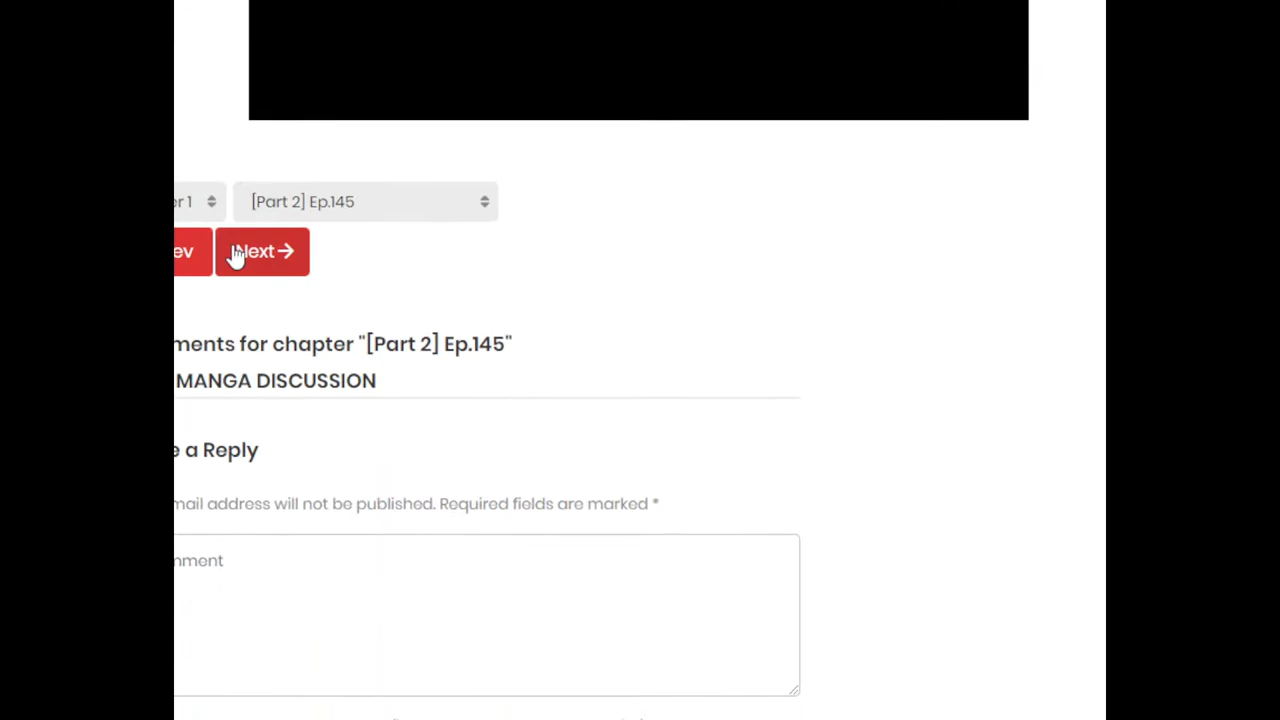 er 1 [Part 2] Ep.145
ev Next →
ments for chapter "[Part 2] Ep.145"
MANGA DISCUSSION
e a Reply
mail address will not be published. Required fields are marked *
mment